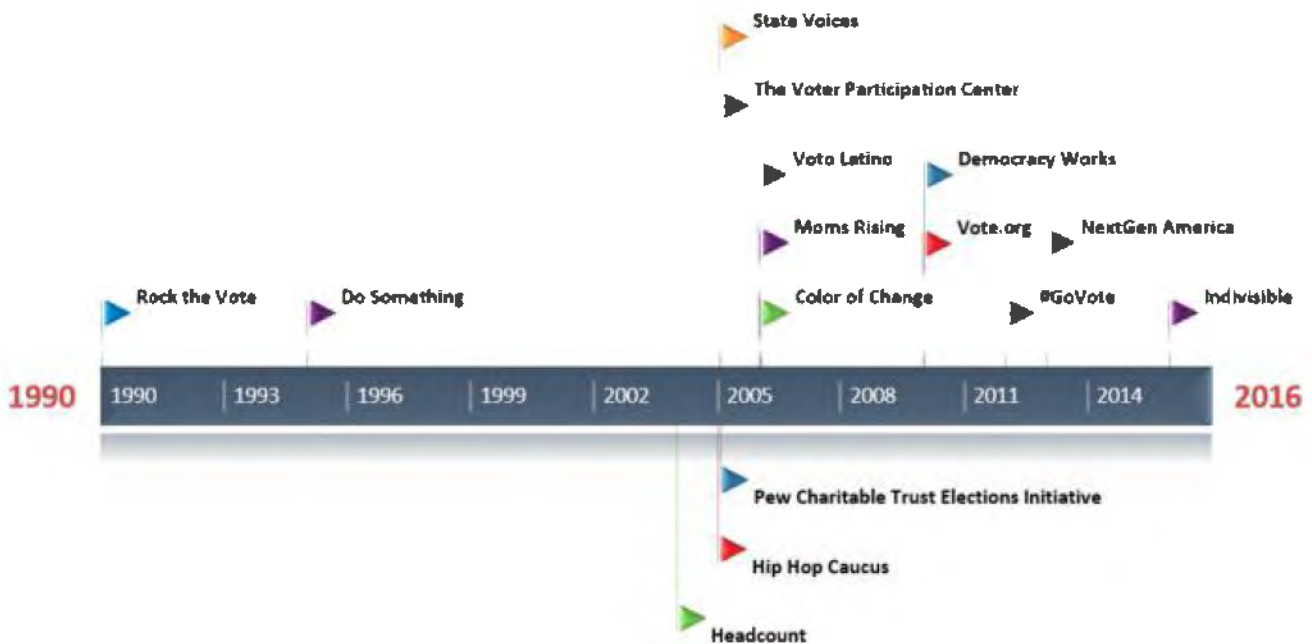 State Voices
The Voter Participation Center
Voto Latino
Democracy Works
Moms Rising
Vote.org
NextGen America
Rock the Vote
Do Something
Color of Change
#GoVote
Indivisible
1990
1990
1993
1996
1999
2002
2005
2008
2011
2014
2016
Pew Charitable Trust Elections Initiative
Hip Hop Caucus
Headcount